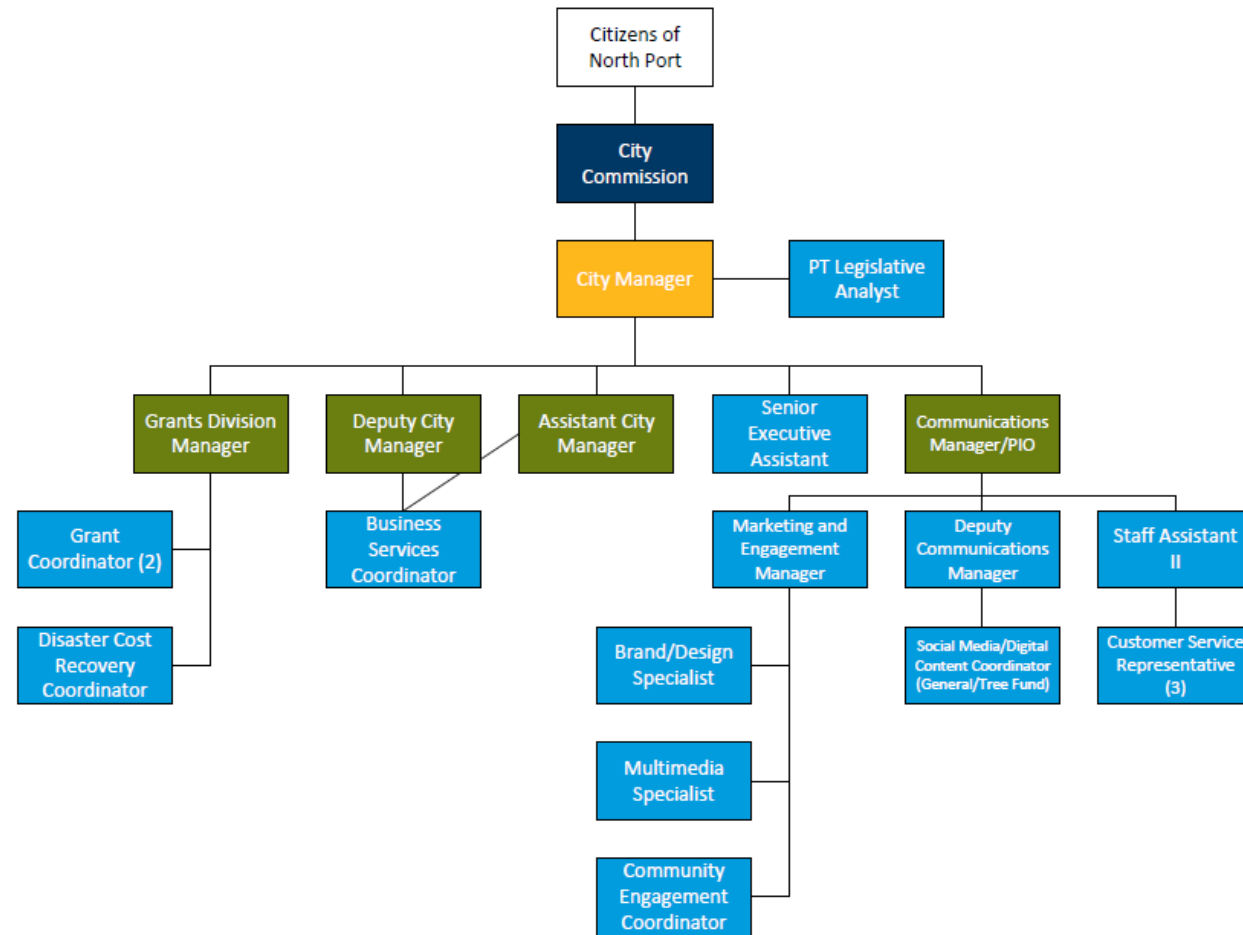 Citizens of
North Port
City
Commission
City Manager
PT Legislative
Analyst
Grants Division
Manager
Deputy City
Manager
Assistant City
Manager
Senior
Executive
Assistant
Communications
Manager/PIO
Grant
Coordinator (2)
Business
Services
Coordinator
Marketing and
Engagement
Manager
Deputy
Communications
Manager
Staff Assistant
II
Disaster Cost
Recovery
Coordinator
Brand/Design
Specialist
Social Media/Digital
Content Coordinator
(General/Tree Fund)
Customer Service
Representative
(3)
Multimedia
Specialist
Community
Engagement
Coordinator